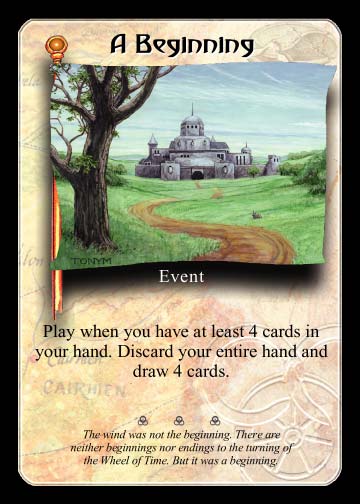 A Beginning
TONYM
Event
Play when you have at least 4 cards in
your hand. Discard your entire hand and
draw 4 cards.
Cairhien
CAIRHIEN
The wind was not the beginning. There are
neither beginnings nor endings to the turning of
the Wheel of Time. But it was a beginning.